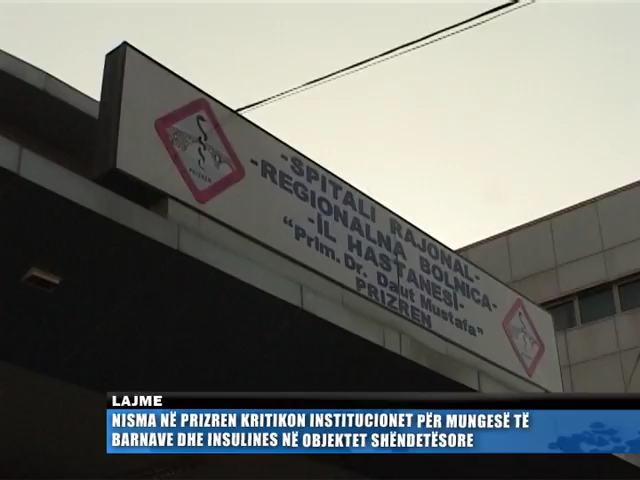 PRIZREN
-SPITALI RAJONAL-
-REGIONALNA BOLNICA-
-IL HASTANESİ-
"Prim. Dr. Daut Mustafa"
PRIZREN
LAJME
NISMA NË PRIZREN KRITIKON INSTITUCIONET PËR MUNGESË TË
BARNAVE DHE INSULINES NË OBJEKTET SHËNDETËSORE